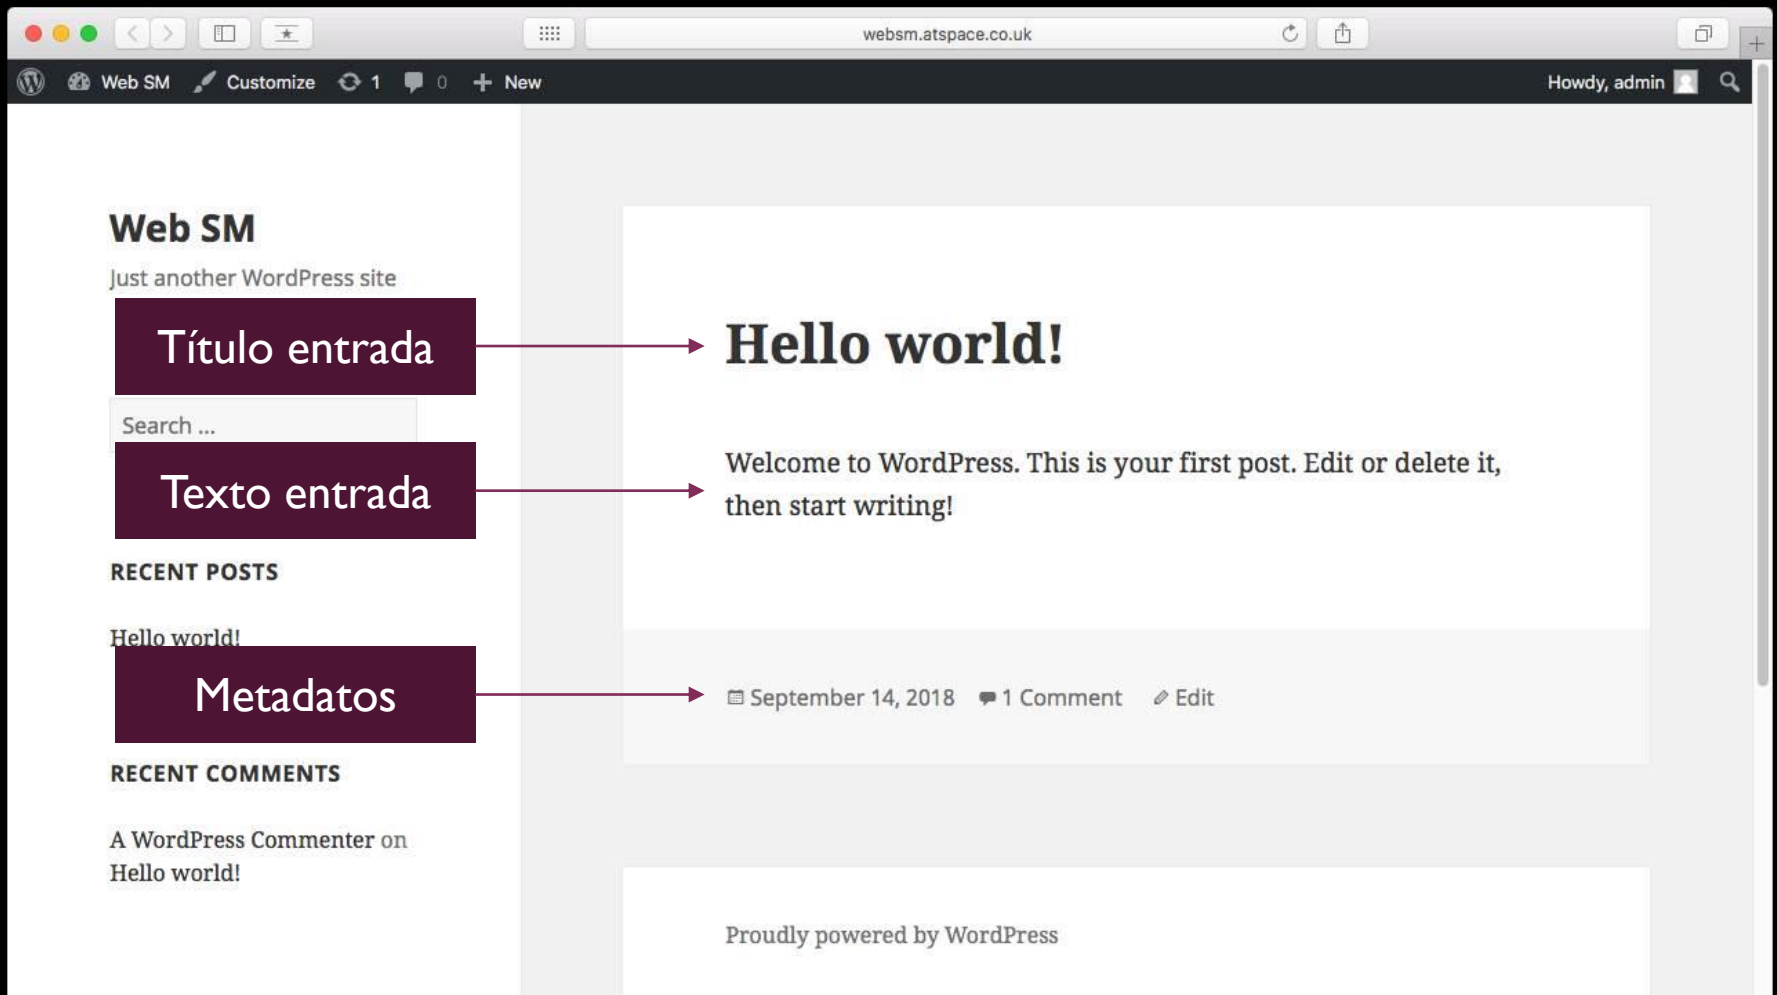 websm.atspace.co.uk
Web SM Customize 1 0 New Howdy, admin
Web SM
Just another WordPress site
Título entrada
Hello world!
Search ...
Texto entrada
Welcome to WordPress. This is your first post. Edit or delete it,
then start writing!
RECENT POSTS
Hello world!
Metadatos
September 14, 2018 1 Comment Edit
RECENT COMMENTS
A WordPress Commenter on
Hello world!
Proudly powered by WordPress